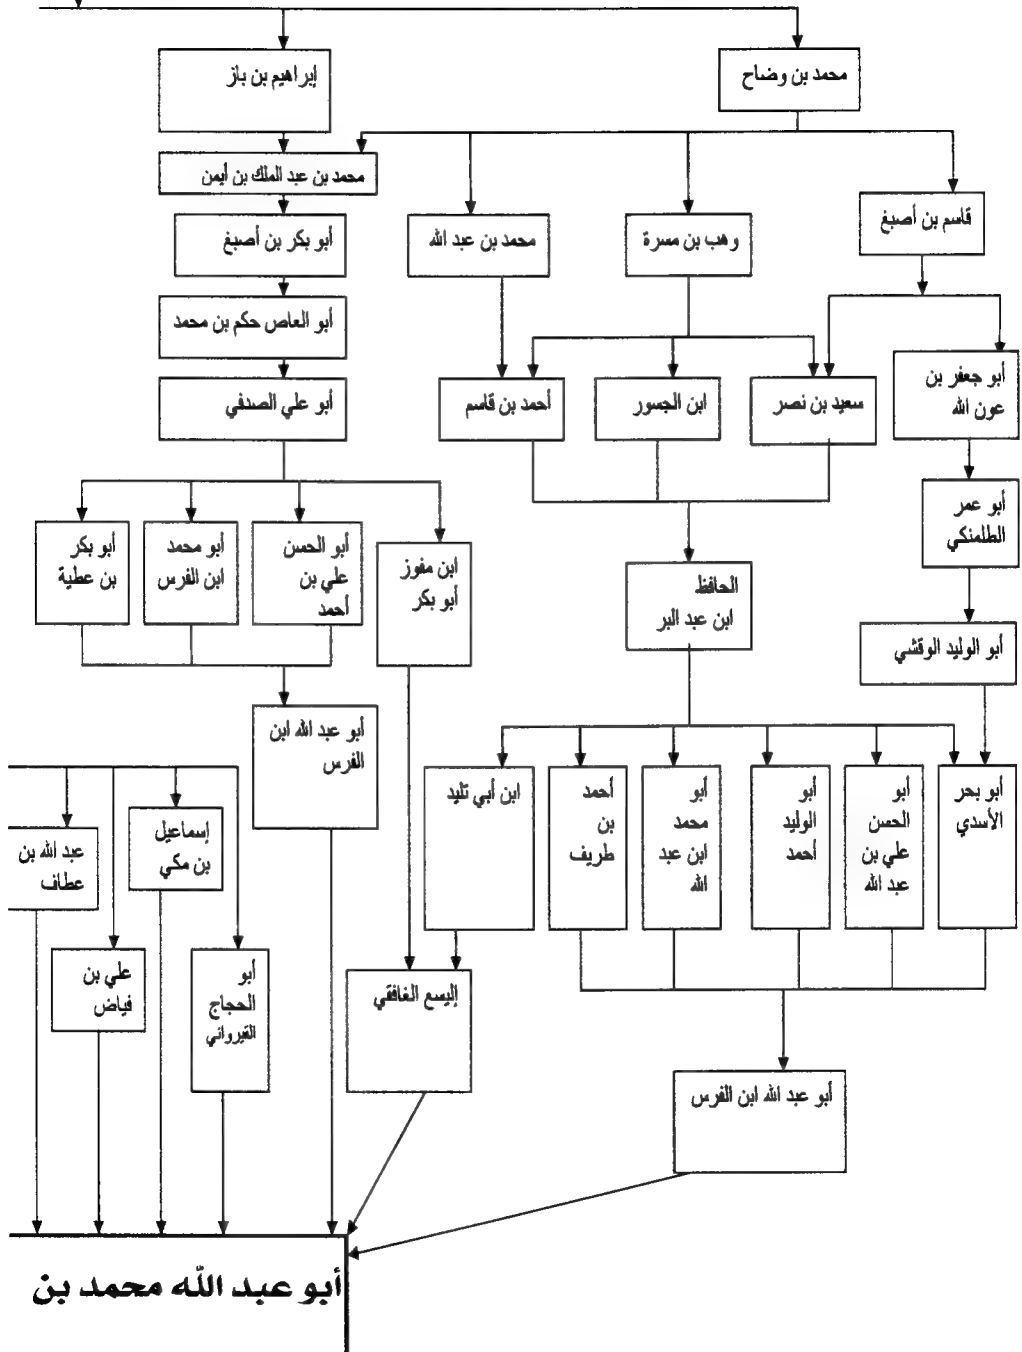 محمد بن وضاح
إبراهيم بن باز
محمد بن عبد الملك بن أيمن
قاسم بن أصبغ
وهب بن مسرة
محمد بن عبد الله
أبو بكر بن أصبغ
أبو العاص حكم بن محمد
أبو جعفر بن
عون الله
سعيد بن نصر
ابن الجسور
أحمد بن قاسم
أبو علي الصدفي
أبو عمر
الطلمنكي
الحافظ
ابن عبد البر
ابن مفوز
أبو بكر
أبو الحسن
علي بن
أحمد
أبو محمد
ابن الفرس
أبو بكر
بن عطية
أبو الوليد الوقشي
أبو عبد الله ابن
الفرس
أبو بحر
الأسدي
أبو
الحسن
علي بن
عبد الله
أبو
الوليد
أحمد
أبو
محمد
ابن عبد
الله
أحمد
بن
طريف
ابن أبي تليد
إسماعيل
بن مكي
عبد الله بن
عطاف
إليسع الغافقي
أبو
الحجاج
القيرواني
علي بن
فياض
أبو عبد الله ابن الفرس
أبو عبد الله محمد بن